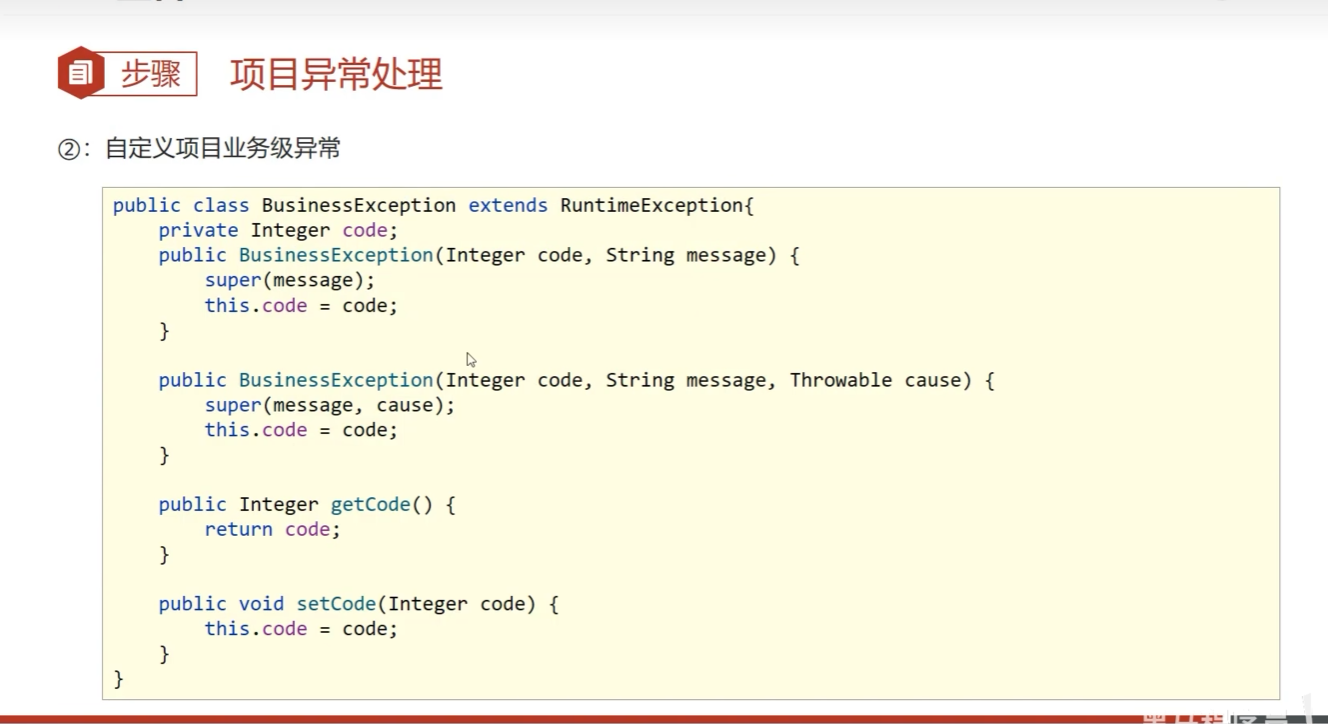 步骤 项目异常处理
②：自定义项目业务级异常
public class BusinessException extends RuntimeException{
    private Integer code;
    public BusinessException(Integer code, String message) {
        super(message);
        this.code = code;
    }
    public BusinessException(Integer code, String message, Throwable cause) {
        super(message, cause);
        this.code = code;
    }
    public Integer getCode() {
        return code;
    }
    public void setCode(Integer code) {
        this.code = code;
    }
}